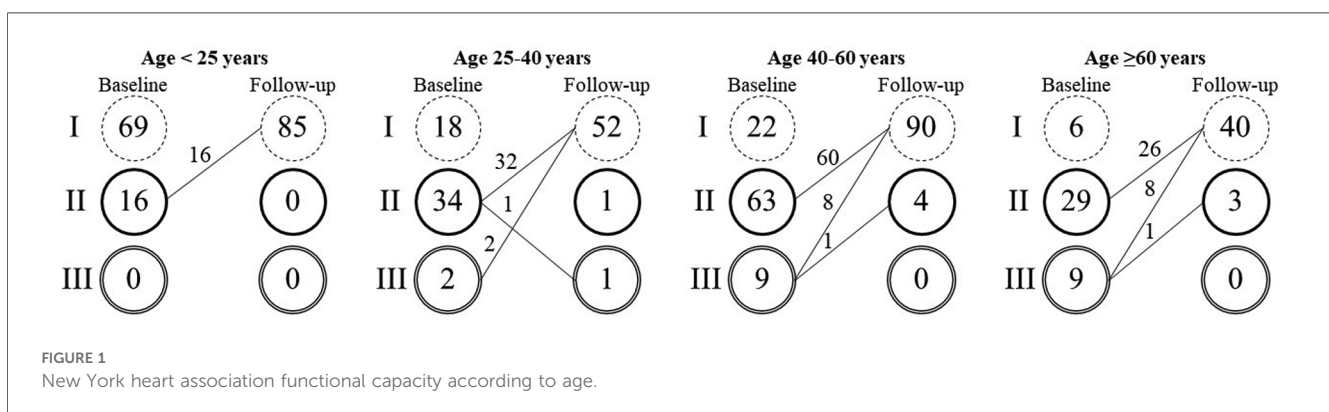 Age < 25 years Age 25-40 years Age 40-60 years Age ≥60 years
Baseline Follow-up Baseline Follow-up Baseline Follow-up Baseline Follow-up
I 69 85 I 18 52 I 22 90 I 6 40
16 32 60 26
II 16 0 II 34 1 1 II 63 8 4 II 29 8 3
2 1 1
III 0 0 III 2 1 III 9 0 III 9 0
FIGURE 1
New York heart association functional capacity according to age.